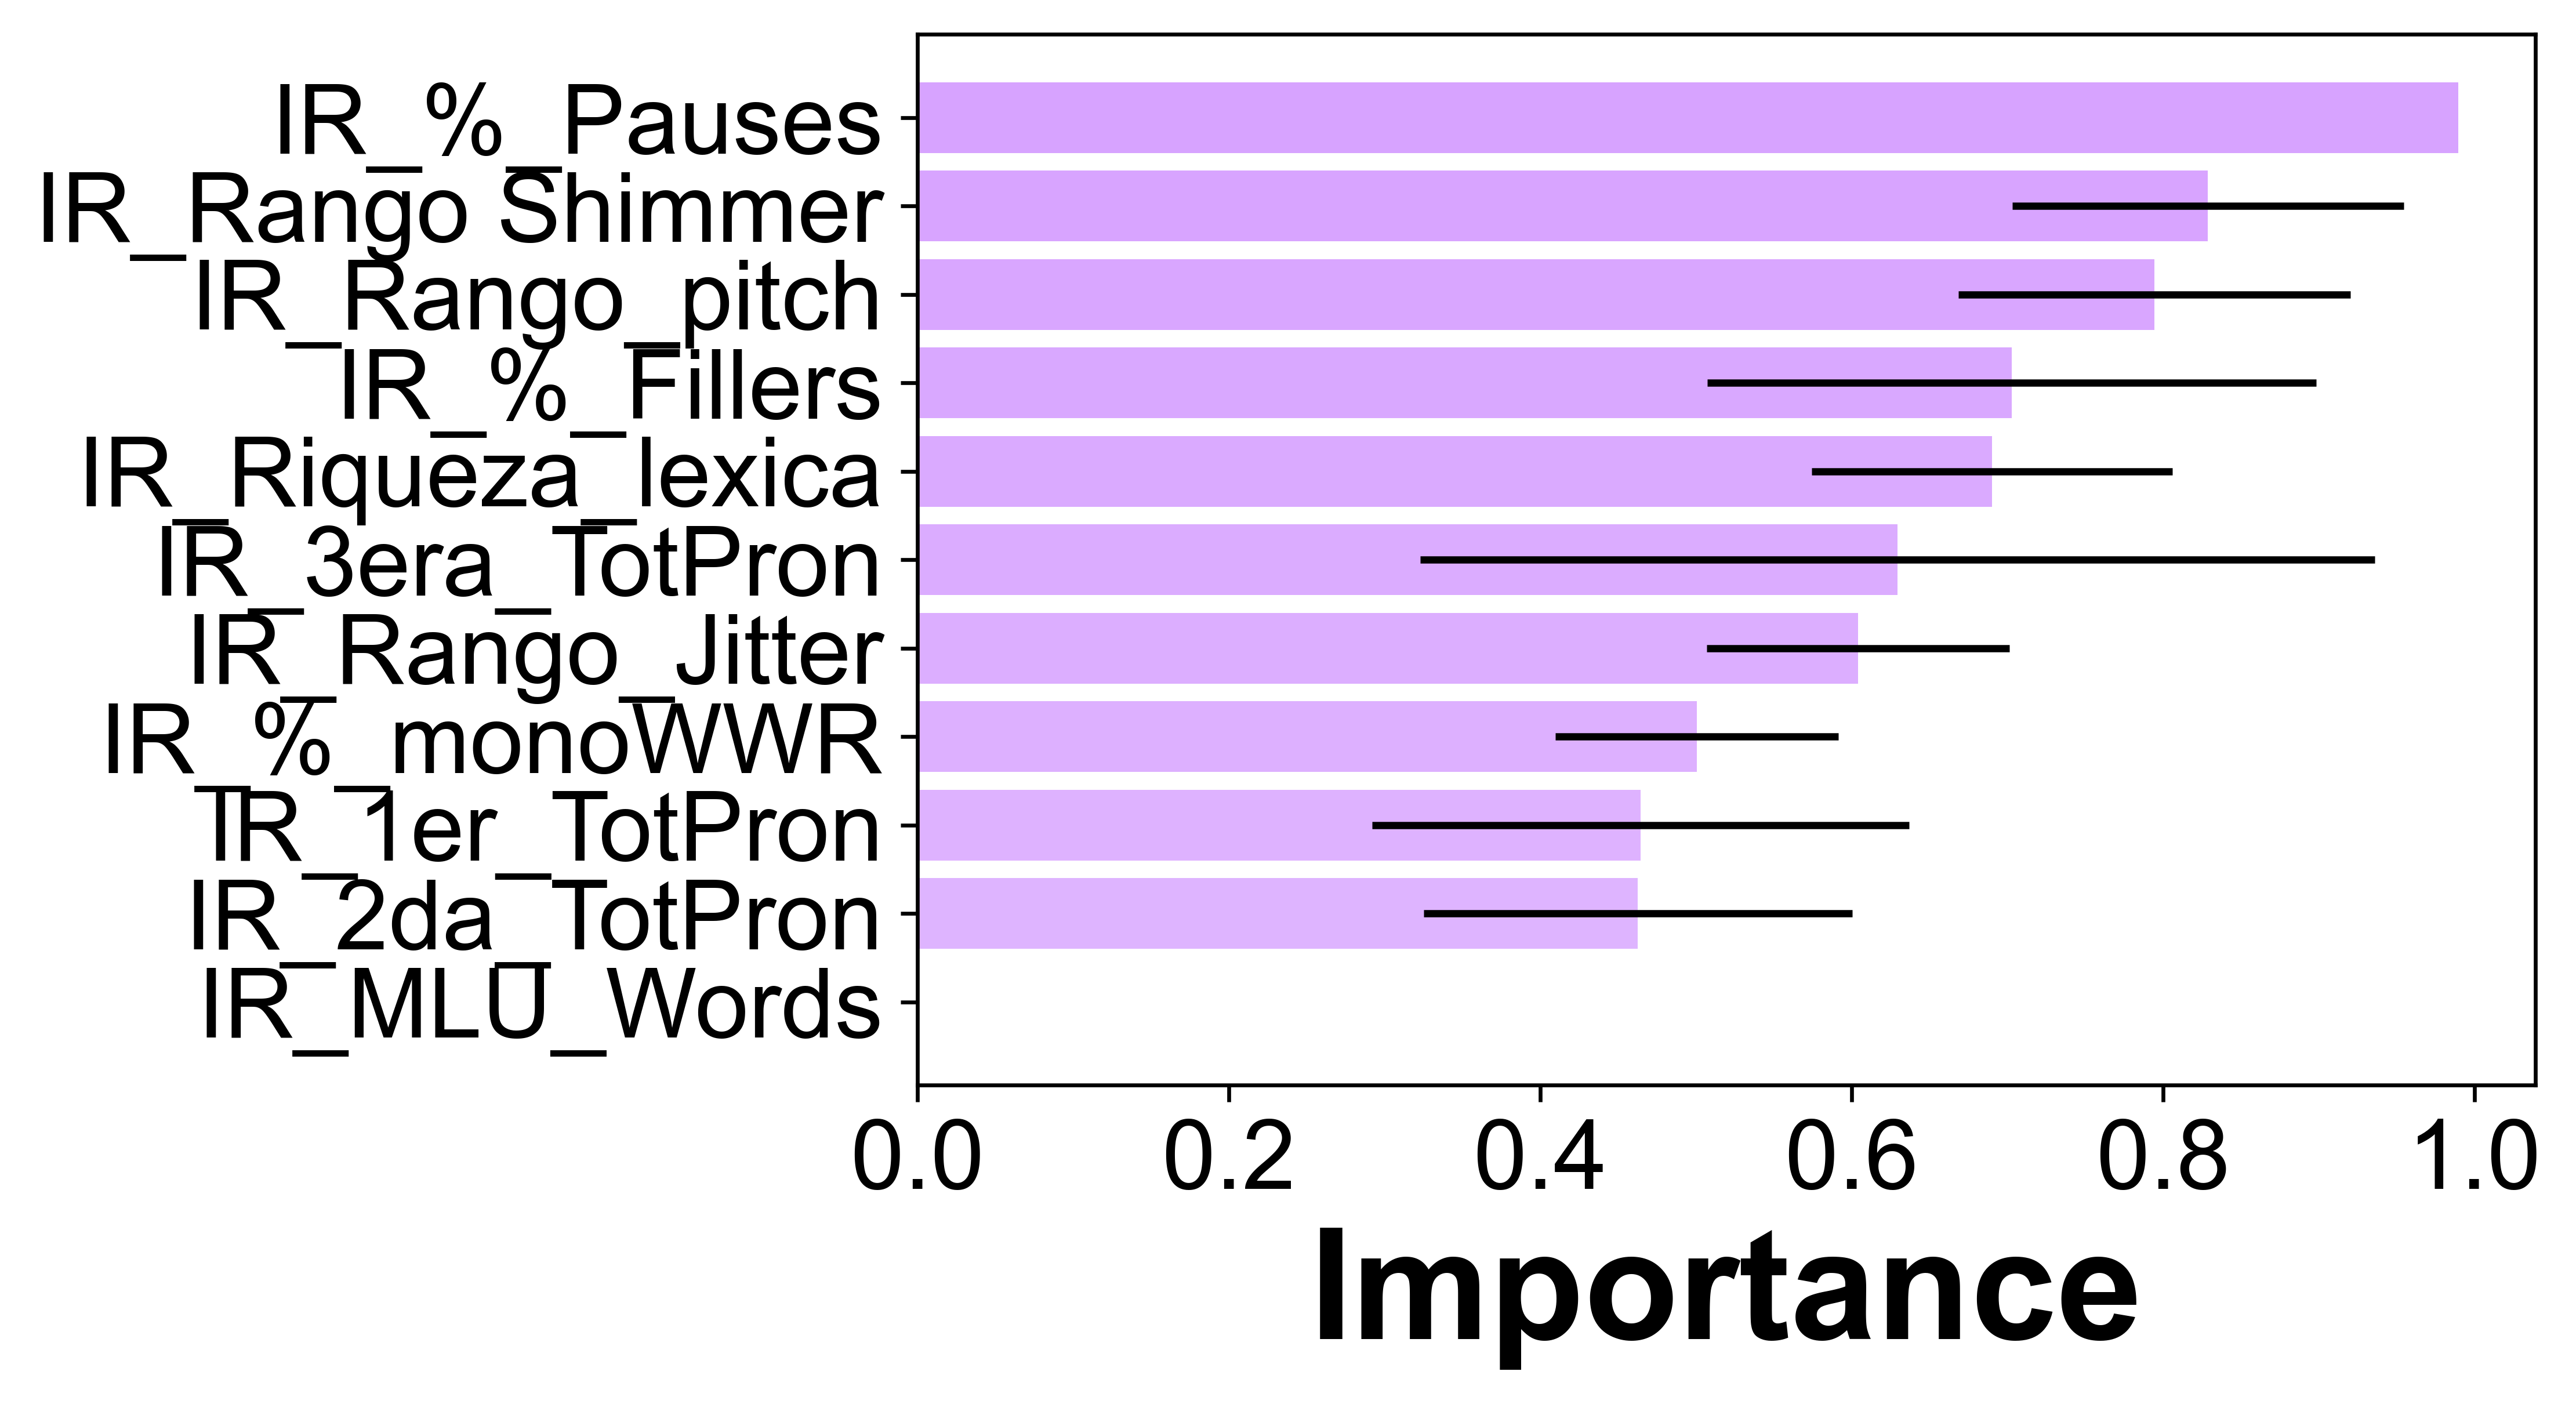 IR_%_Pauses
IR_Rango Shimmer
IR_Rango_pitch
IR_%_Fillers
IR_Riqueza_lexica
IR_3era_TotPron
IR_Rango_Jitter
IR_%_monoWWR
IR_1er_TotPron
IR_2da_TotPron
IR_MLU_Words
0.0 0.2 0.4 0.6 0.8 1.0
Importance